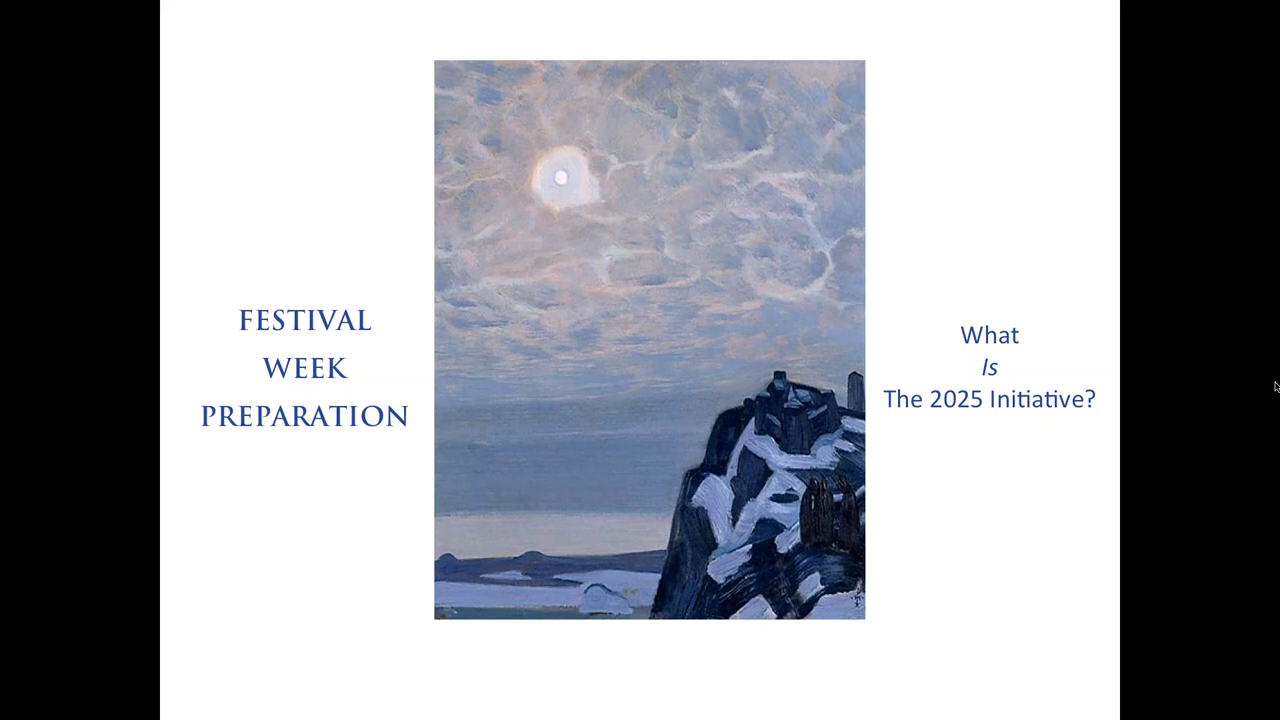 FESTIVAL
WEEK
PREPARATION
What
Is
The 2025 Initiative?